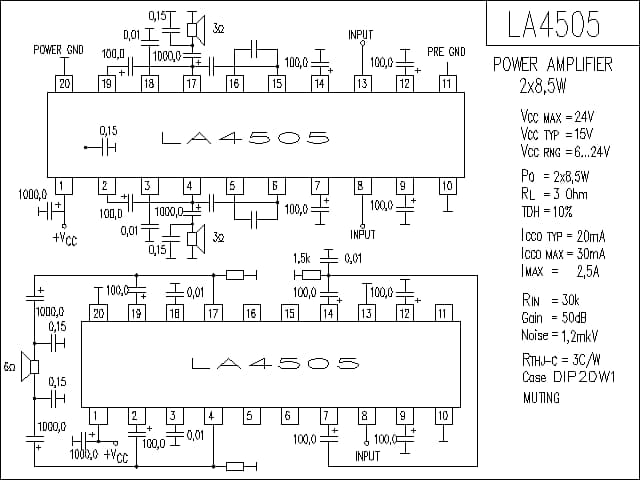 LA4505
POWER AMPLIFIER
2x8,5W
VCC MAX = 24V
VCC TYP = 15V
VCC RNG = 6...24V
PO = 2x8,5W
RL = 3 Ohm
TDH = 10%
ICCO TYP = 20mA
ICCO MAX = 30mA
IMAX = 2,5A
RIN = 30k
Gain = 50dB
Noise = 1,2mkV
RTHJ-C = 3C/W
Case DIP20W1
MUTING
0,15
3Ω
0,01
INPUT
POWER GND
100,0
1000,0
100,0
100,0
PRE GND
20 19 18 17 16 15 14 13 12 11
LA4505
0,15
1 2 3 4 5 6 7 8 9 10
1000,0
100,0
1000,0
100,0
100,0
+VCC
0,01
3Ω
INPUT
0,15
1,5k
0,01
100,0
0,01
100,0
100,0
1000,0
20 19 18 17 16 15 14 13 12 11
0,15
LA4505
6Ω
0,15
1 2 3 4 5 6 7 8 9 10
1000,0
0,01
100,0
100,0
100,0
1000,0
+VCC
INPUT